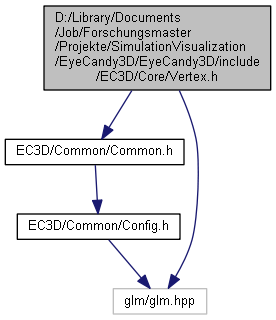 D:/Library/Documents
/Job/Forschungsmaster
/Projekte/SimulationVisualization
/EyeCandy3D/EyeCandy3D/include
/EC3D/Core/Vertex.h
EC3D/Common/Common.h
EC3D/Common/Config.h
glm/glm.hpp